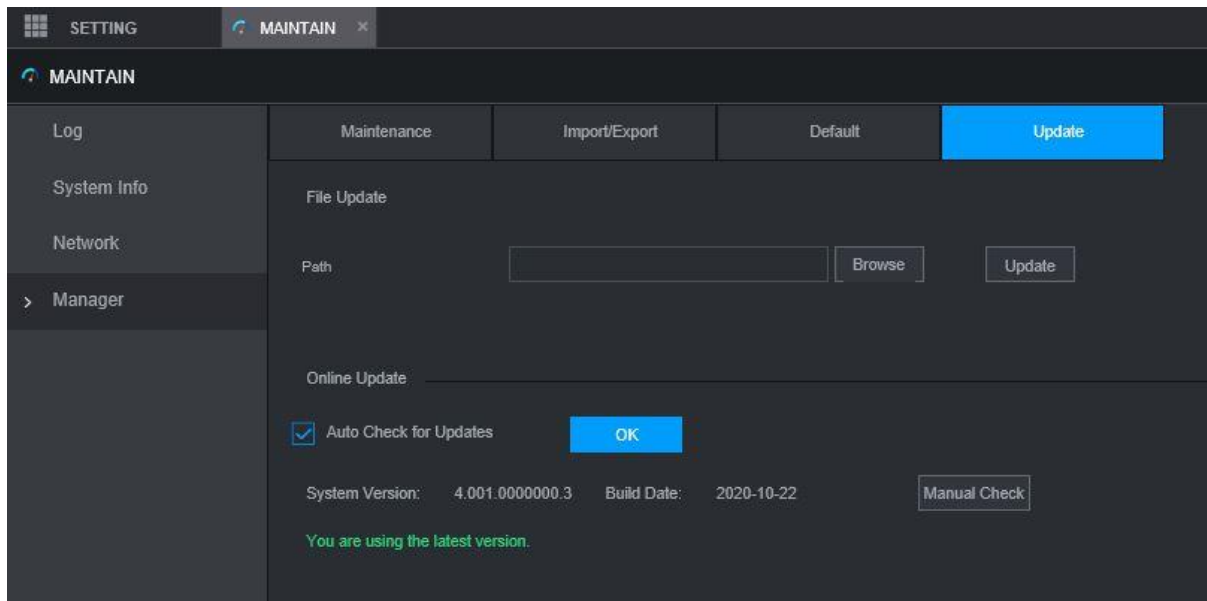 SETTING
MAINTAIN ×
MAINTAIN
Log
System Info
Network
> Manager
Maintenance Import/Export Default Update
File Update
Path Browse Update
Online Update
Auto Check for Updates OK
System Version: 4.001.0000000.3 Build Date: 2020-10-22 Manual Check
You are using the latest version.